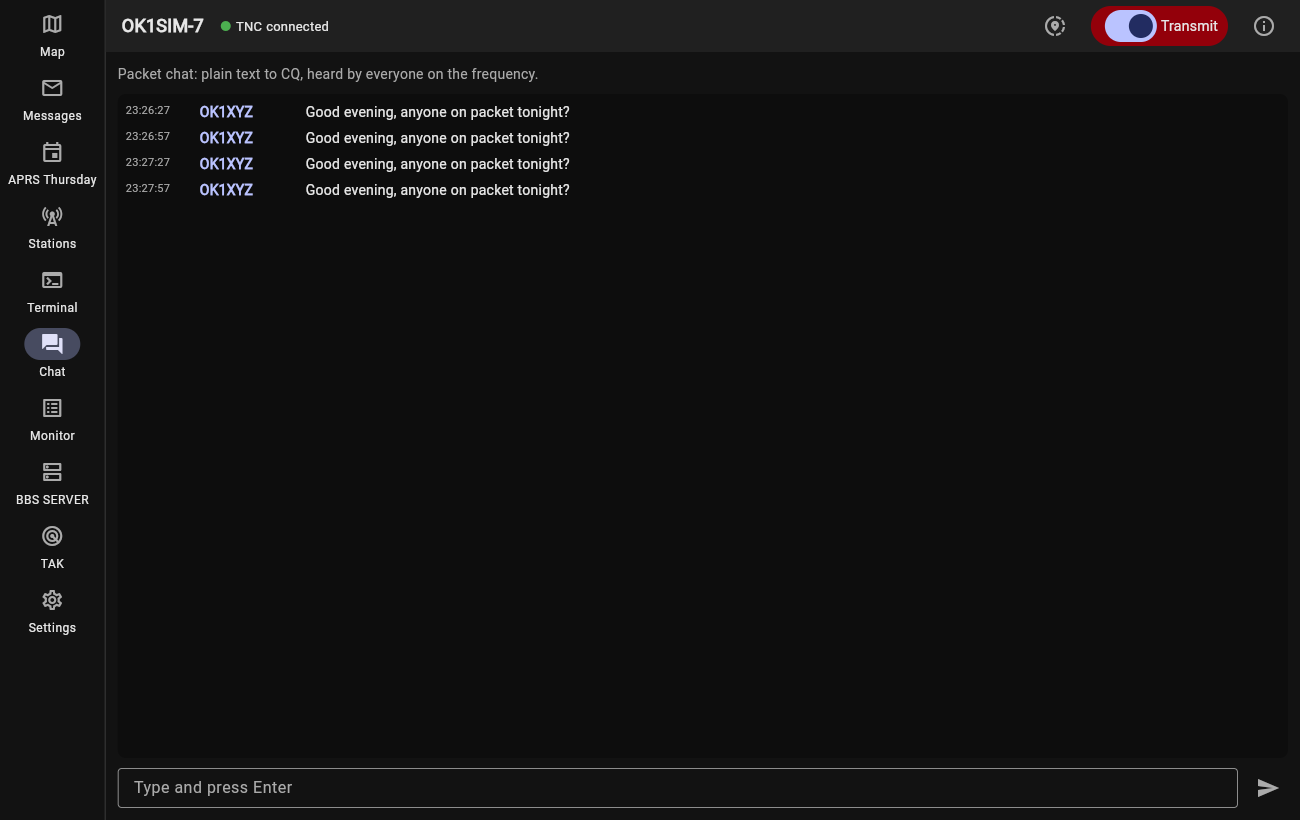 OK1SIM-7 TNC connected Transmit
Map
Messages
APRS Thursday
Stations
Terminal
Chat
Monitor
BBS SERVER
TAK
Settings
Packet chat: plain text to CQ, heard by everyone on the frequency.
23:26:27 OK1XYZ Good evening, anyone on packet tonight?
23:26:57 OK1XYZ Good evening, anyone on packet tonight?
23:27:27 OK1XYZ Good evening, anyone on packet tonight?
23:27:57 OK1XYZ Good evening, anyone on packet tonight?
Type and press Enter